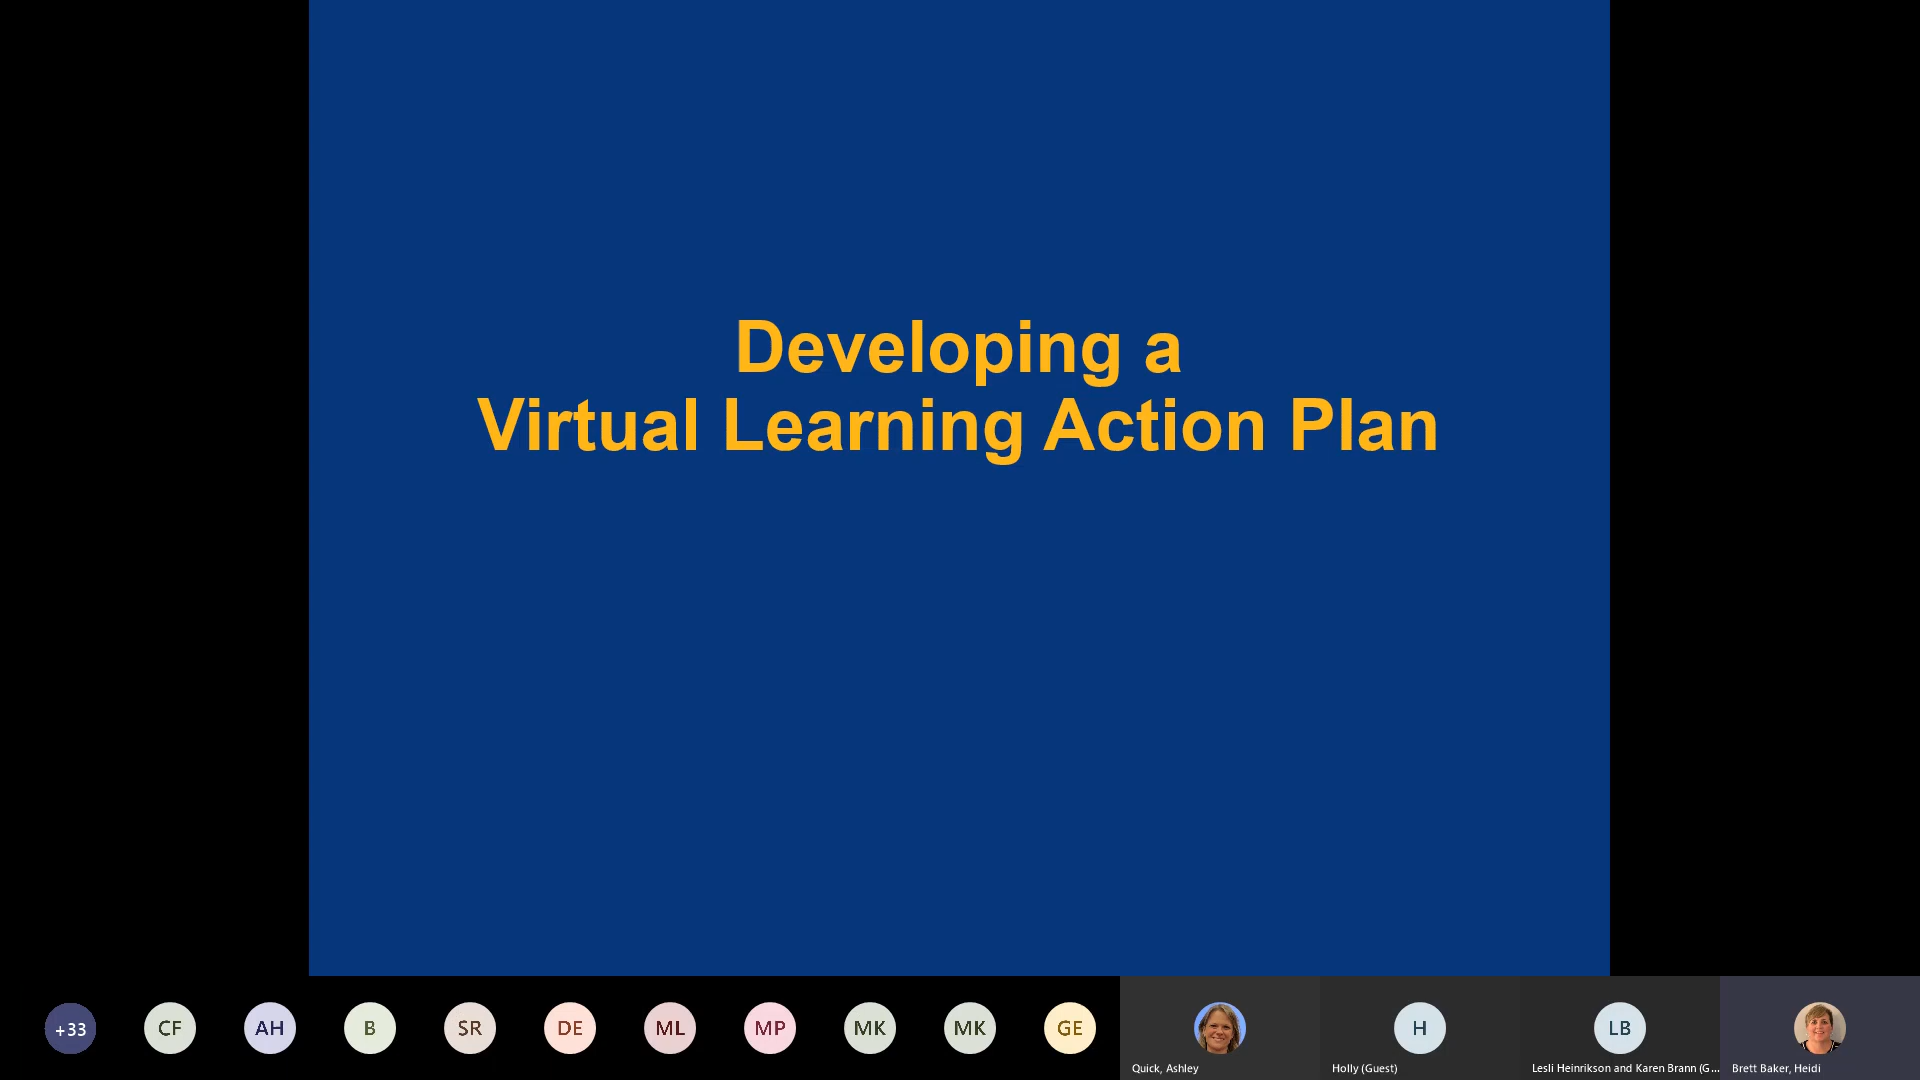 Developing a
Virtual Learning Action Plan
+33
CF
AH
B
SR
DE
ML
MP
MK
MK
GE
Quick, Ashley
H
Holly (Guest)
LB
Lesli Heinrikson and Karen Brann (G...
Brett Baker, Heidi